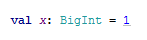 val x: BigInt = 1